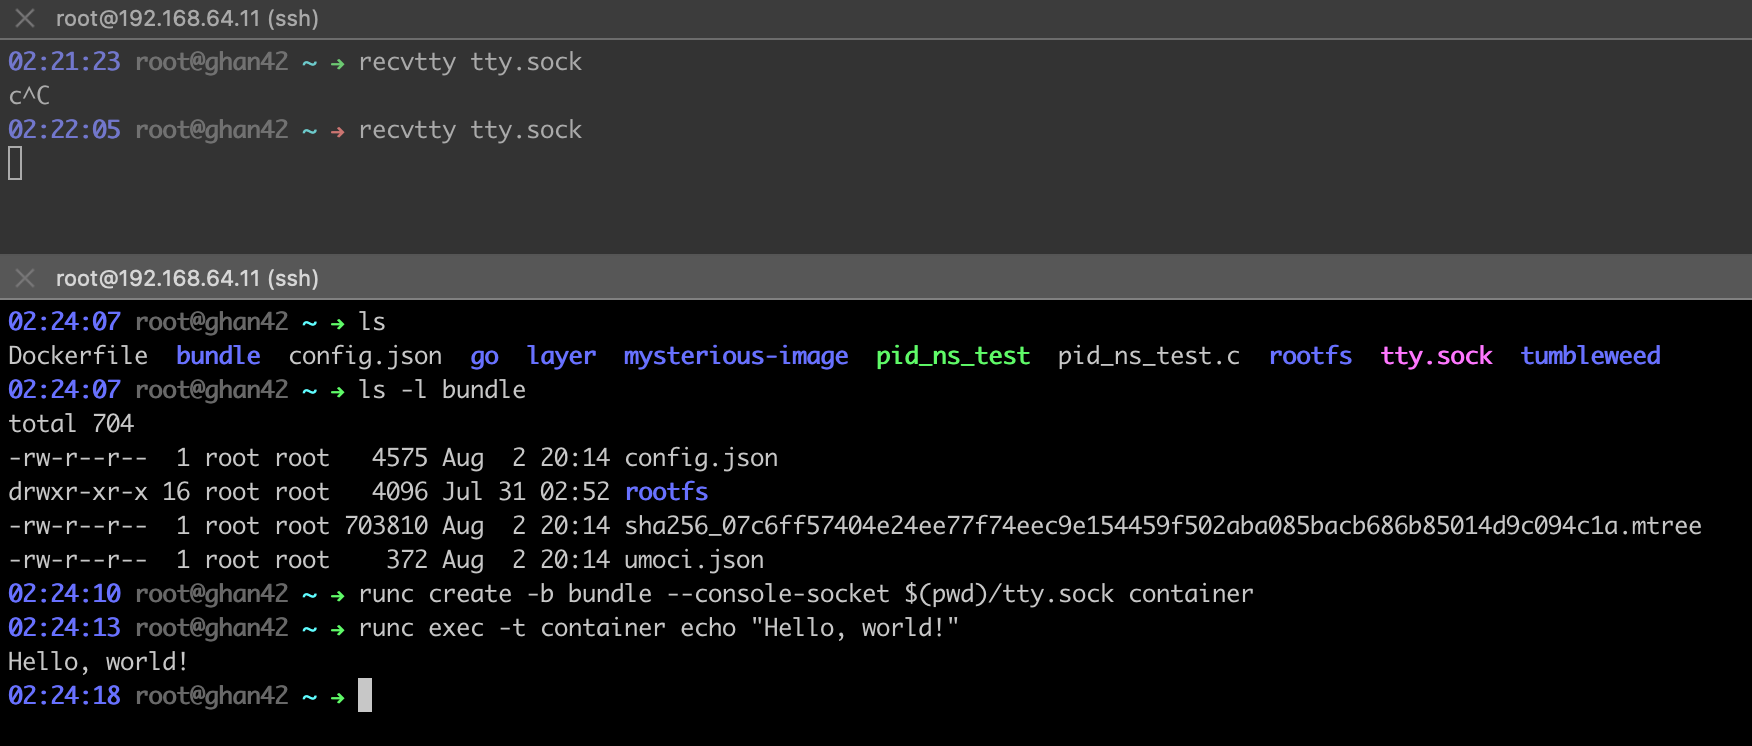 root@192.168.64.11 (ssh)
02:21:23 root@ghan42 ~ → recvtty tty.sock
c^C
02:22:05 root@ghan42 ~ → recvtty tty.sock
root@192.168.64.11 (ssh)
02:24:07 root@ghan42 ~ → ls
Dockerfile  bundle  config.json  go  layer  mysterious-image  pid_ns_test  pid_ns_test.c  rootfs  tty.sock  tumbleweed
02:24:07 root@ghan42 ~ → ls -l bundle
total 704
-rw-r--r--  1 root root   4575 Aug  2 20:14 config.json
drwxr-xr-x 16 root root   4096 Jul 31 02:52 rootfs
-rw-r--r--  1 root root 703810 Aug  2 20:14 sha256_07c6ff57404e24ee77f74eec9e154459f502aba085bacb686b85014d9c094c1a.mtree
-rw-r--r--  1 root root    372 Aug  2 20:14 umoci.json
02:24:10 root@ghan42 ~ → runc create -b bundle --console-socket $(pwd)/tty.sock container
02:24:13 root@ghan42 ~ → runc exec -t container echo "Hello, world!"
Hello, world!
02:24:18 root@ghan42 ~ →